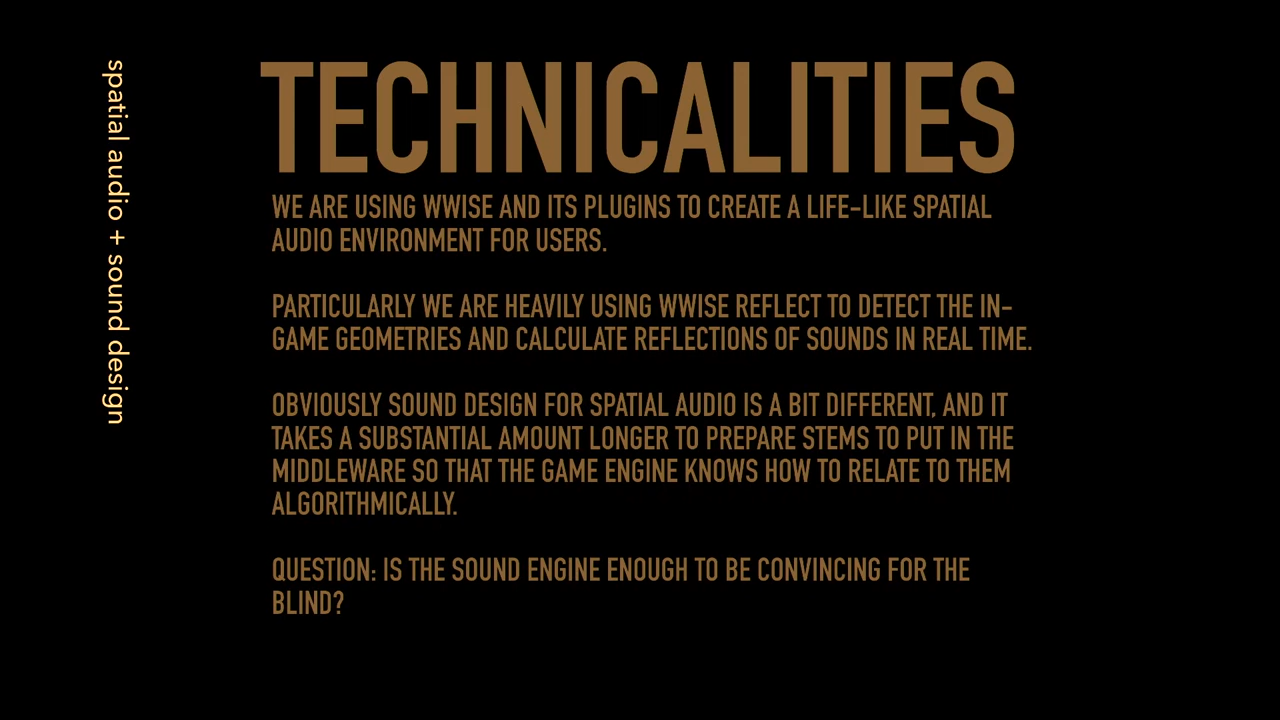 spatial audio + sound design
TECHNICALITIES
WE ARE USING WWISE AND ITS PLUGINS TO CREATE A LIFE-LIKE SPATIAL
AUDIO ENVIRONMENT FOR USERS.
PARTICULARLY WE ARE HEAVILY USING WWISE REFLECT TO DETECT THE IN-
GAME GEOMETRIES AND CALCULATE REFLECTIONS OF SOUNDS IN REAL TIME.
OBVIOUSLY SOUND DESIGN FOR SPATIAL AUDIO IS A BIT DIFFERENT, AND IT
TAKES A SUBSTANTIAL AMOUNT LONGER TO PREPARE STEMS TO PUT IN THE
MIDDLEWARE SO THAT THE GAME ENGINE KNOWS HOW TO RELATE TO THEM
ALGORITHMICALLY.
QUESTION: IS THE SOUND ENGINE ENOUGH TO BE CONVINCING FOR THE
BLIND?